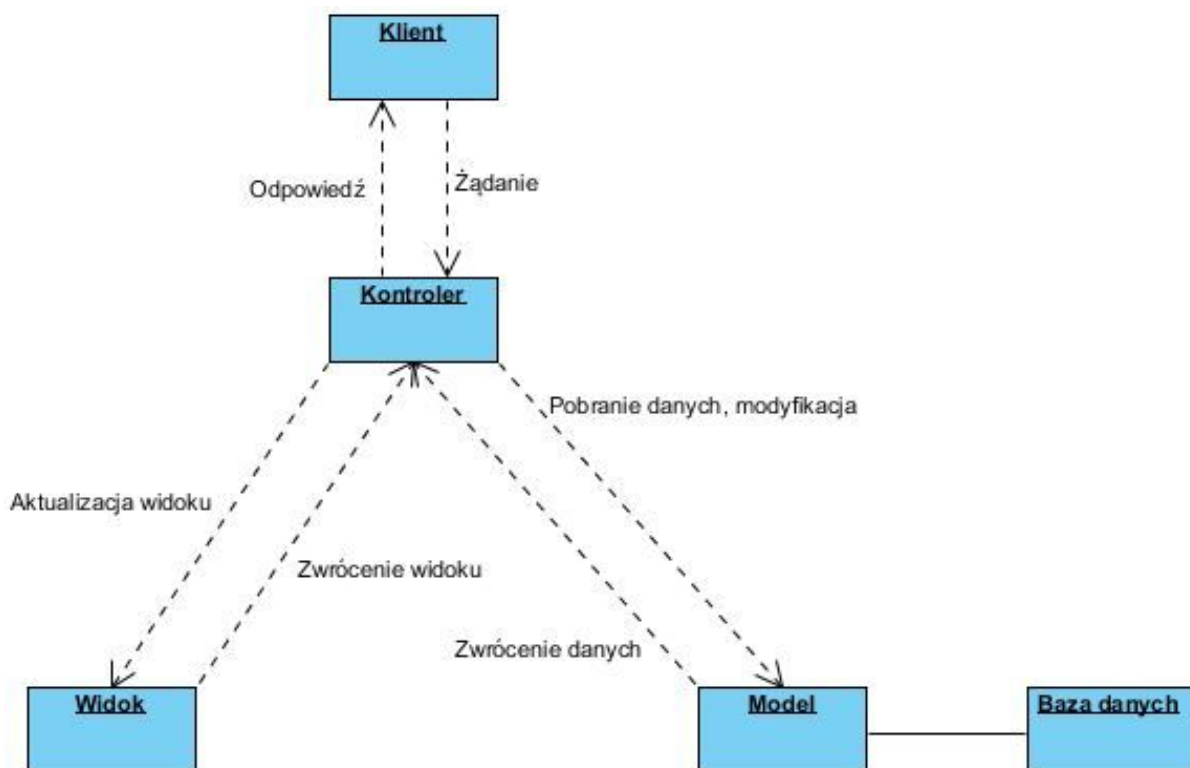 Klient
Odpowiedź
Żądanie
Kontroler
Pobranie danych, modyfikacja
Aktualizacja widoku
Zwrócenie widoku
Zwrócenie danych
Widok
Model
Baza danych